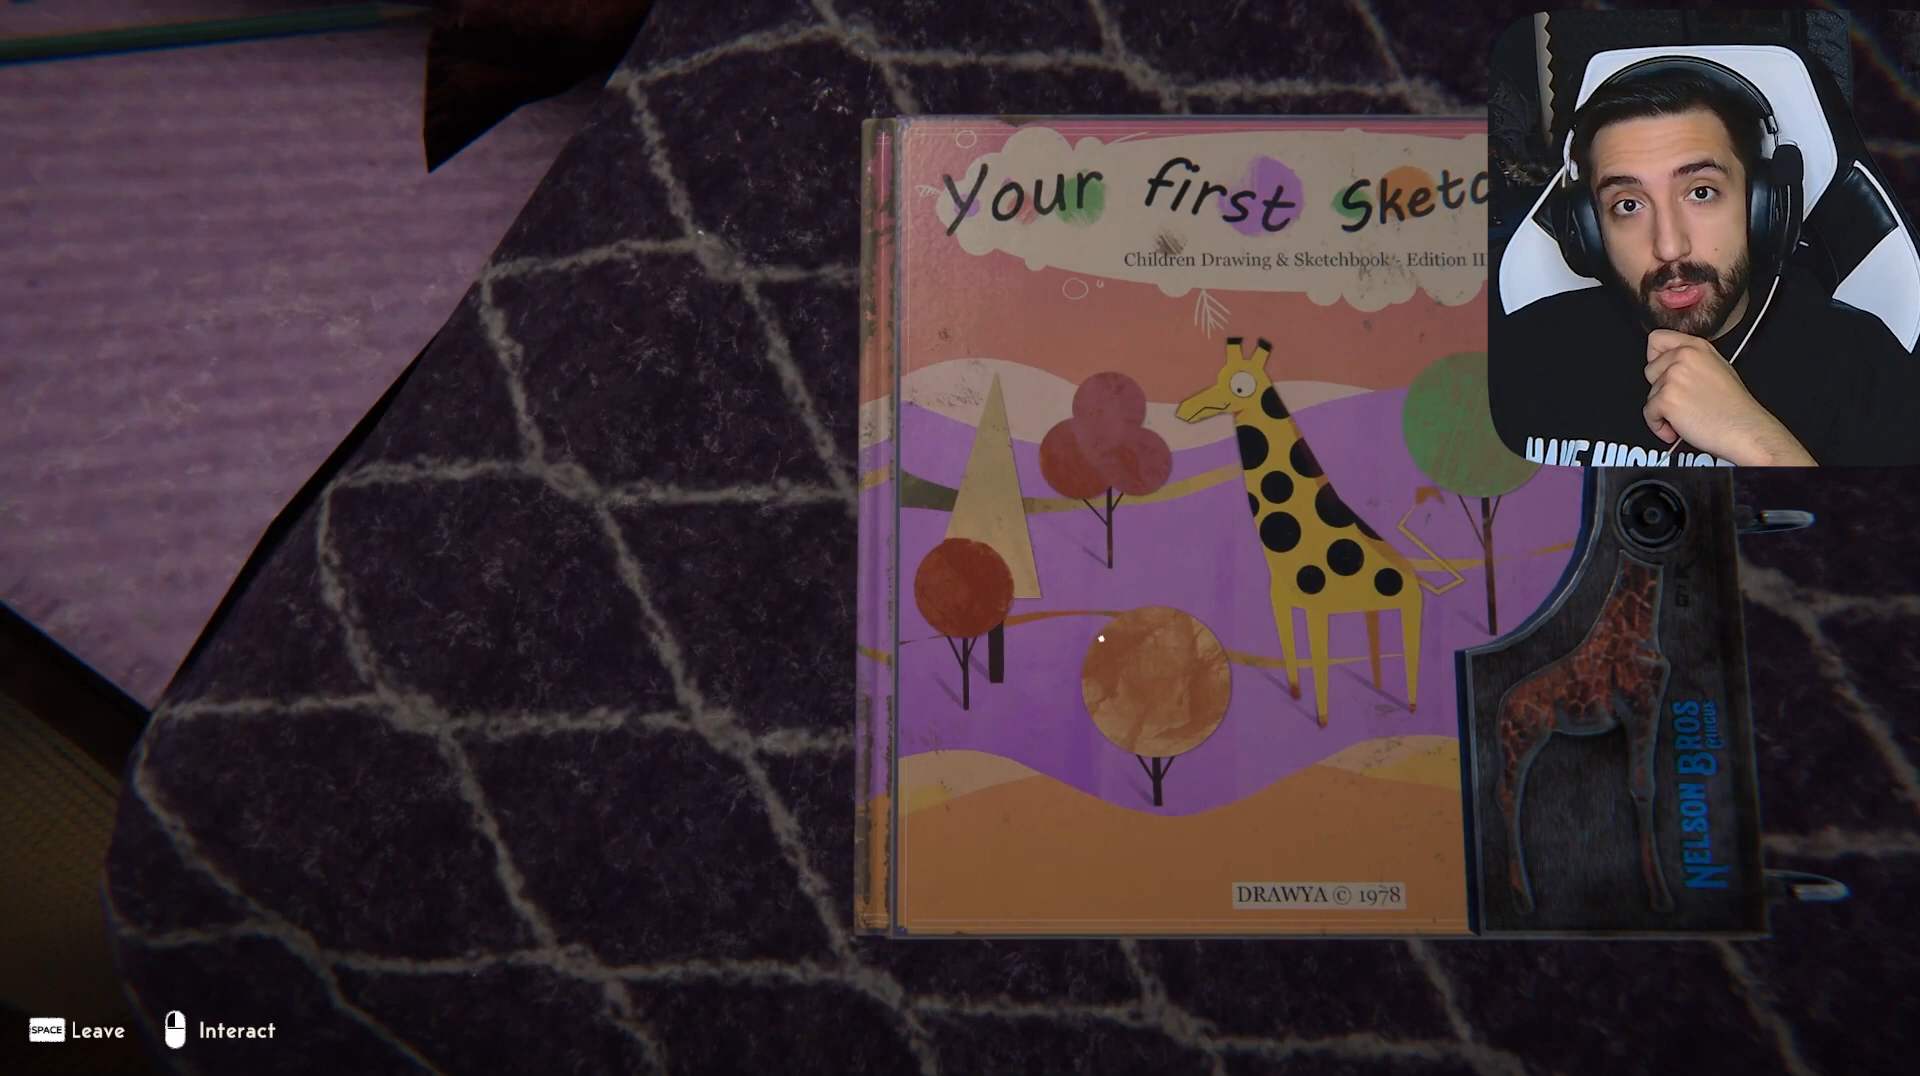 Your first Sketc
Children Drawing & Sketchbook - Edition II
NELSON BROS
CIRCUS
DRAWYA © 1978
SPACE Leave
Interact